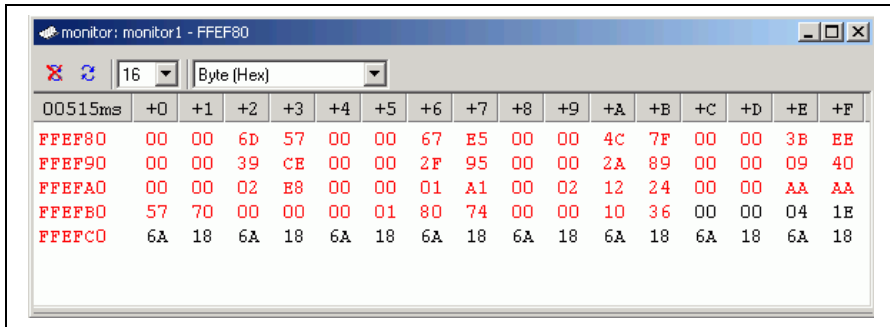 monitor: monitor1 - FFEF80
16 Byte (Hex)
00515ms +0 +1 +2 +3 +4 +5 +6 +7 +8 +9 +A +B +C +D +E +F
FFEF80 00 00 6D 57 00 00 67 E5 00 00 4C 7F 00 00 3B EE
FFEF90 00 00 39 CE 00 00 2F 95 00 00 2A 89 00 00 09 40
FFEFA0 00 00 02 E8 00 00 01 A1 00 02 12 24 00 00 AA AA
FFEFB0 57 70 00 00 00 01 80 74 00 00 10 36 00 00 04 1E
FFEFC0 6A 18 6A 18 6A 18 6A 18 6A 18 6A 18 6A 18 6A 18